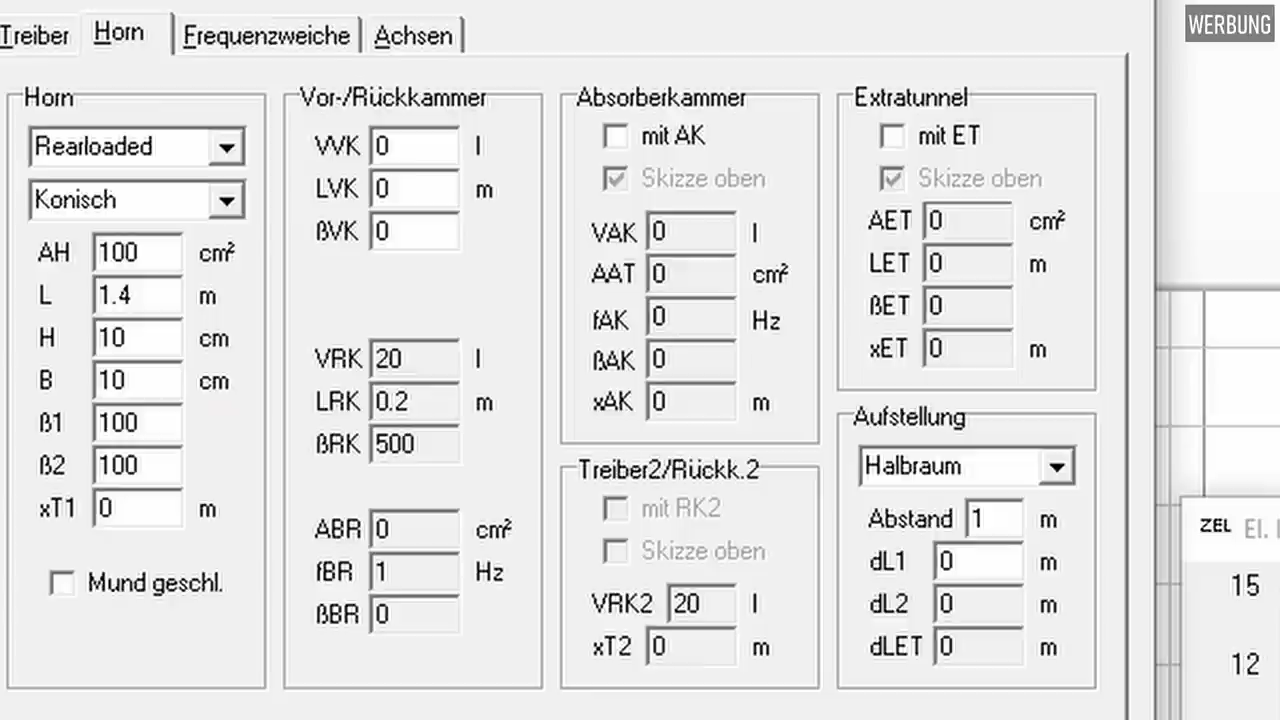 WERBUNG
Treiber
Horn
Frequenzweiche
Achsen
Horn
Rearloaded
Konisch
AH 100 cm²
L 1.4 m
H 10 cm
B 10 cm
ß1 100
ß2 100
xT1 0 m
Mund geschl.
Vor-/Rückkammer
VVK 0 l
LVK 0 m
ßVK 0
VRK 20 l
LRK 0.2 m
ßRK 500
ABR 0 cm²
fBR 1 Hz
ßBR 0
Absorberkammer
mit AK
Skizze oben
VAK 0 l
AAT 0 cm²
fAK 0 Hz
ßAK 0
xAK 0 m
Treiber2/Rückk.2
mit RK2
Skizze oben
VRK2 20 l
xT2 0 m
Extratunnel
mit ET
Skizze oben
AET 0 cm²
LET 0 m
ßET 0
xET 0 m
Aufstellung
Halbraum
Abstand 1 m
dL1 0 m
dL2 0 m
dLET 0 m
ZEL El.
15
12